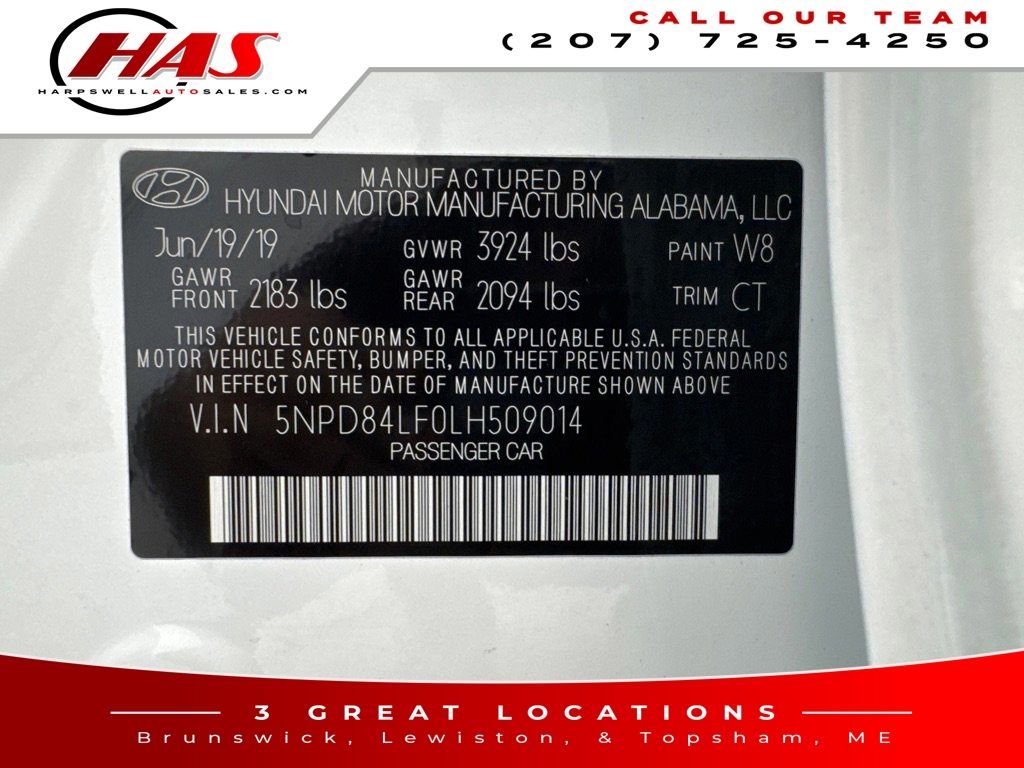 HAS
HARPSWELLAUTOSALES.COM
CALL OUR TEAM
(207) 725-4250
MANUFACTURED BY
HYUNDAI MOTOR MANUFACTURING ALABAMA, LLC
Jun/19/19 GVWR 3924 lbs PAINT W8
GAWR FRONT 2183 lbs GAWR REAR 2094 lbs TRIM CT
THIS VEHICLE CONFORMS TO ALL APPLICABLE U.S.A. FEDERAL
MOTOR VEHICLE SAFETY, BUMPER, AND THEFT PREVENTION STANDARDS
IN EFFECT ON THE DATE OF MANUFACTURE SHOWN ABOVE
V.I.N 5NPD84LF0LH509014
PASSENGER CAR
3 GREAT LOCATIONS
Brunswick, Lewiston, & Topsham, ME